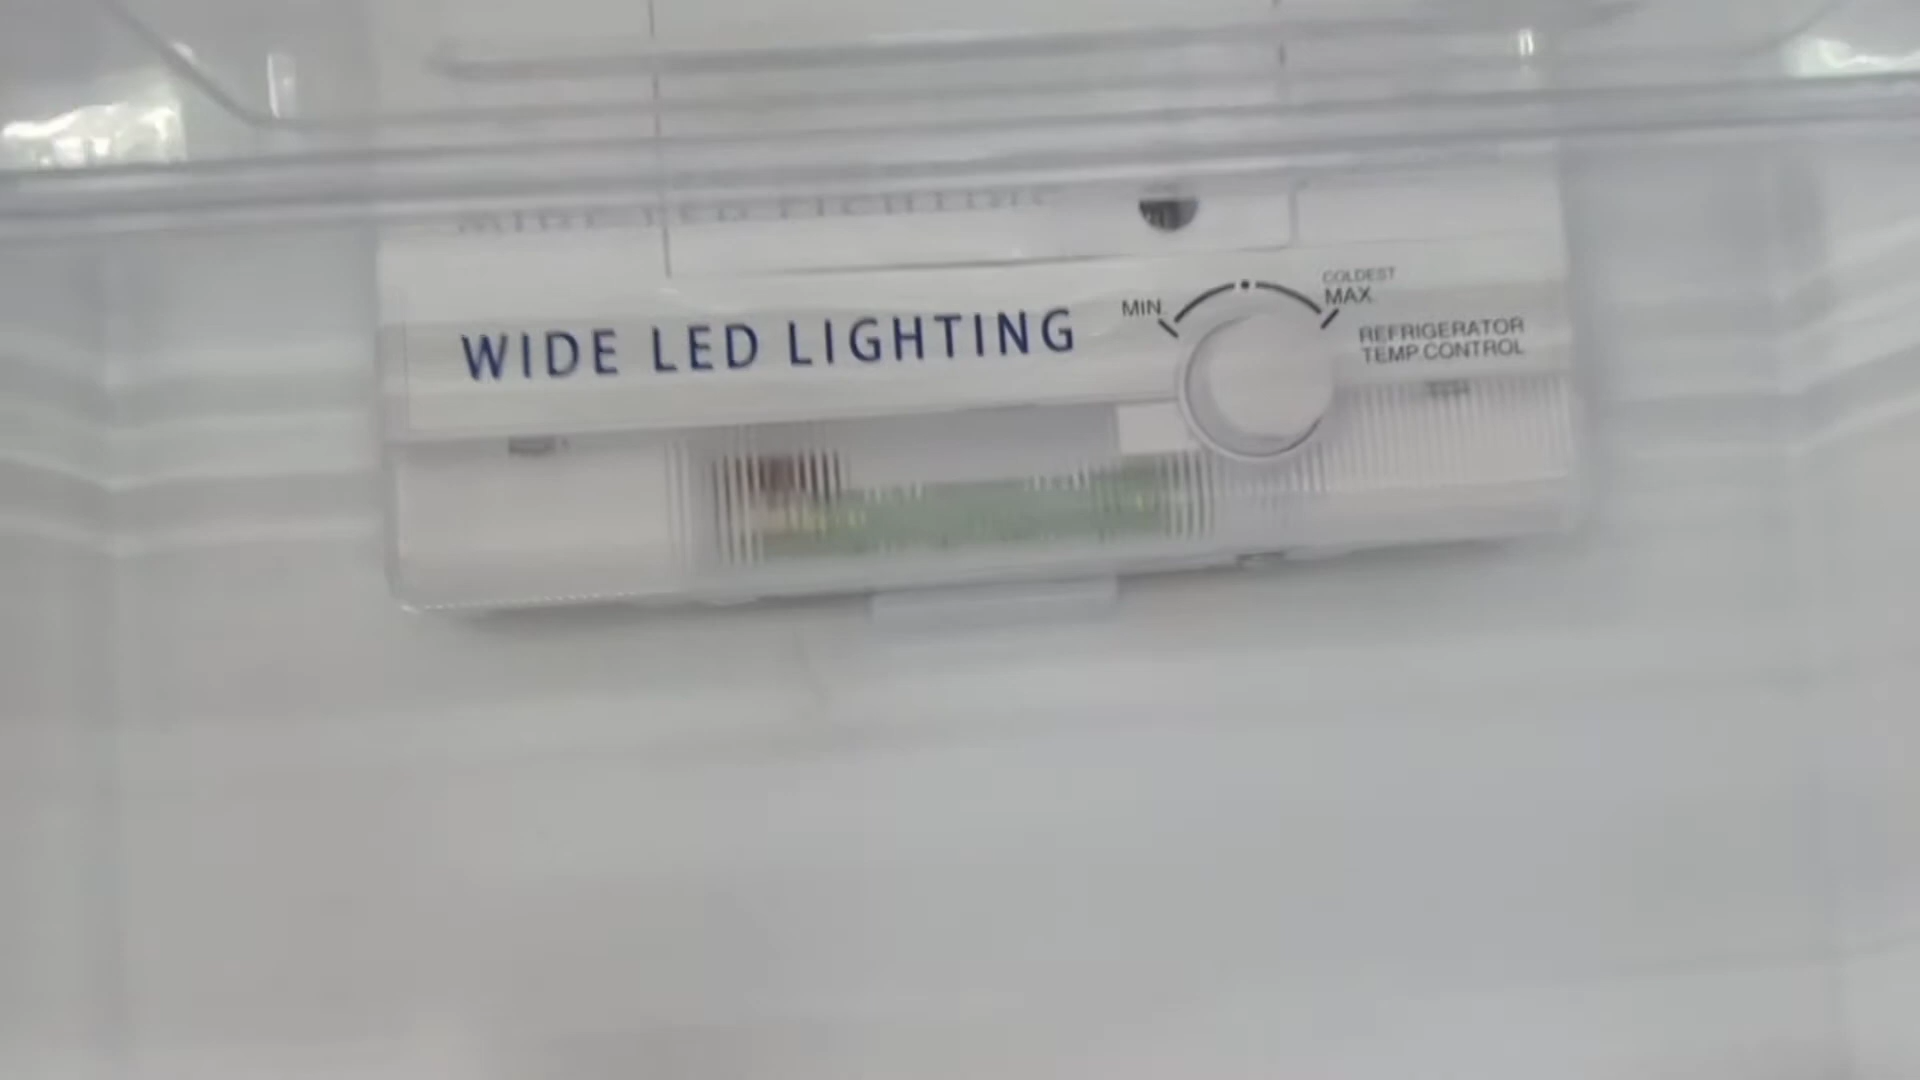 WIDE LED LIGHTING
MIN.
COLDEST
MAX.
REFRIGERATOR
TEMP CONTROL